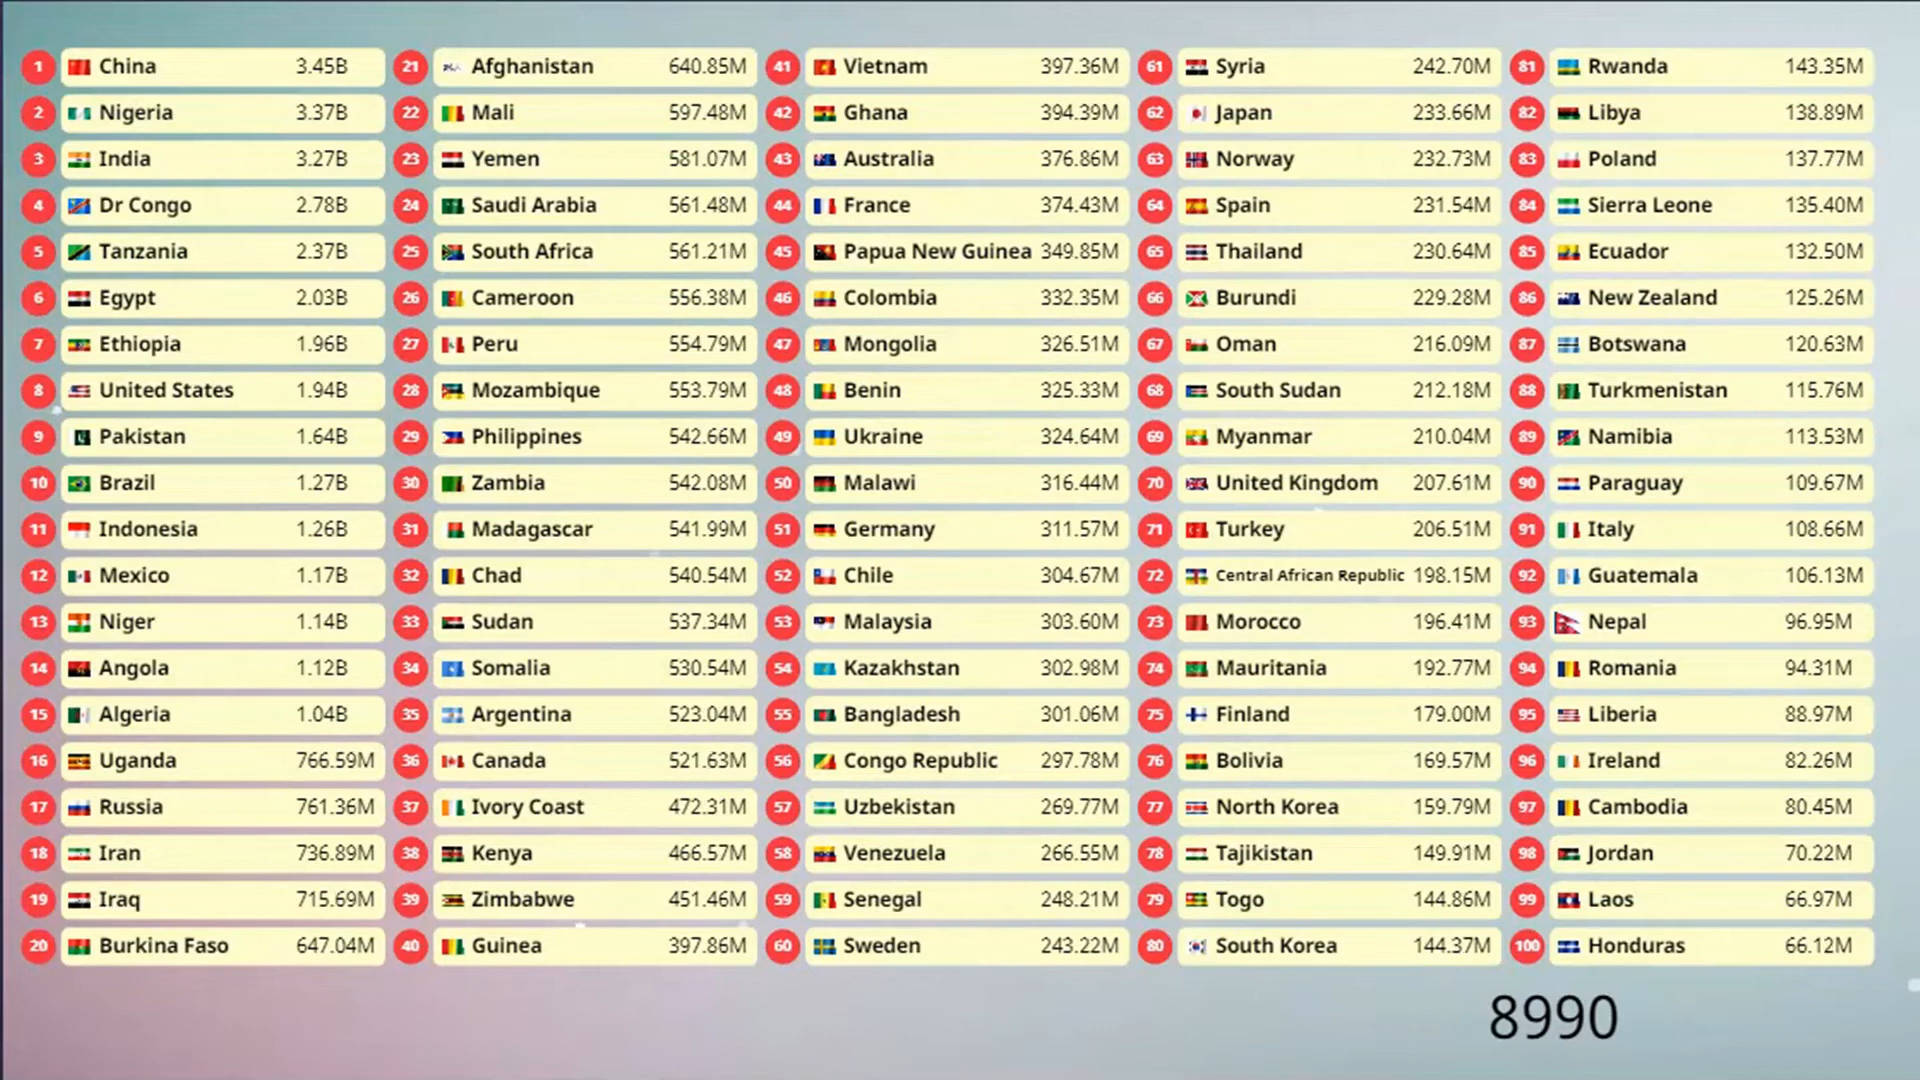 1 China 3.45B
2 Nigeria 3.37B
3 India 3.27B
4 Dr Congo 2.78B
5 Tanzania 2.37B
6 Egypt 2.03B
7 Ethiopia 1.96B
8 United States 1.94B
9 Pakistan 1.64B
10 Brazil 1.27B
11 Indonesia 1.26B
12 Mexico 1.17B
13 Niger 1.14B
14 Angola 1.12B
15 Algeria 1.04B
16 Uganda 766.59M
17 Russia 761.36M
18 Iran 736.89M
19 Iraq 715.69M
20 Burkina Faso 647.04M
21 Afghanistan 640.85M
22 Mali 597.48M
23 Yemen 581.07M
24 Saudi Arabia 561.48M
25 South Africa 561.21M
26 Cameroon 556.38M
27 Peru 554.79M
28 Mozambique 553.79M
29 Philippines 542.66M
30 Zambia 542.08M
31 Madagascar 541.99M
32 Chad 540.54M
33 Sudan 537.34M
34 Somalia 530.54M
35 Argentina 523.04M
36 Canada 521.63M
37 Ivory Coast 472.31M
38 Kenya 466.57M
39 Zimbabwe 451.46M
40 Guinea 397.86M
41 Vietnam 397.36M
42 Ghana 394.39M
43 Australia 376.86M
44 France 374.43M
45 Papua New Guinea 349.85M
46 Colombia 332.35M
47 Mongolia 326.51M
48 Benin 325.33M
49 Ukraine 324.64M
50 Malawi 316.44M
51 Germany 311.57M
52 Chile 304.67M
53 Malaysia 303.60M
54 Kazakhstan 302.98M
55 Bangladesh 301.06M
56 Congo Republic 297.78M
57 Uzbekistan 269.77M
58 Venezuela 266.55M
59 Senegal 248.21M
60 Sweden 243.22M
61 Syria 242.70M
62 Japan 233.66M
63 Norway 232.73M
64 Spain 231.54M
65 Thailand 230.64M
66 Burundi 229.28M
67 Oman 216.09M
68 South Sudan 212.18M
69 Myanmar 210.04M
70 United Kingdom 207.61M
71 Turkey 206.51M
72 Central African Republic 198.15M
73 Morocco 196.41M
74 Mauritania 192.77M
75 Finland 179.00M
76 Bolivia 169.57M
77 North Korea 159.79M
78 Tajikistan 149.91M
79 Togo 144.86M
80 South Korea 144.37M
81 Rwanda 143.35M
82 Libya 138.89M
83 Poland 137.77M
84 Sierra Leone 135.40M
85 Ecuador 132.50M
86 New Zealand 125.26M
87 Botswana 120.63M
88 Turkmenistan 115.76M
89 Namibia 113.53M
90 Paraguay 109.67M
91 Italy 108.66M
92 Guatemala 106.13M
93 Nepal 96.95M
94 Romania 94.31M
95 Liberia 88.97M
96 Ireland 82.26M
97 Cambodia 80.45M
98 Jordan 70.22M
99 Laos 66.97M
100 Honduras 66.12M
8990